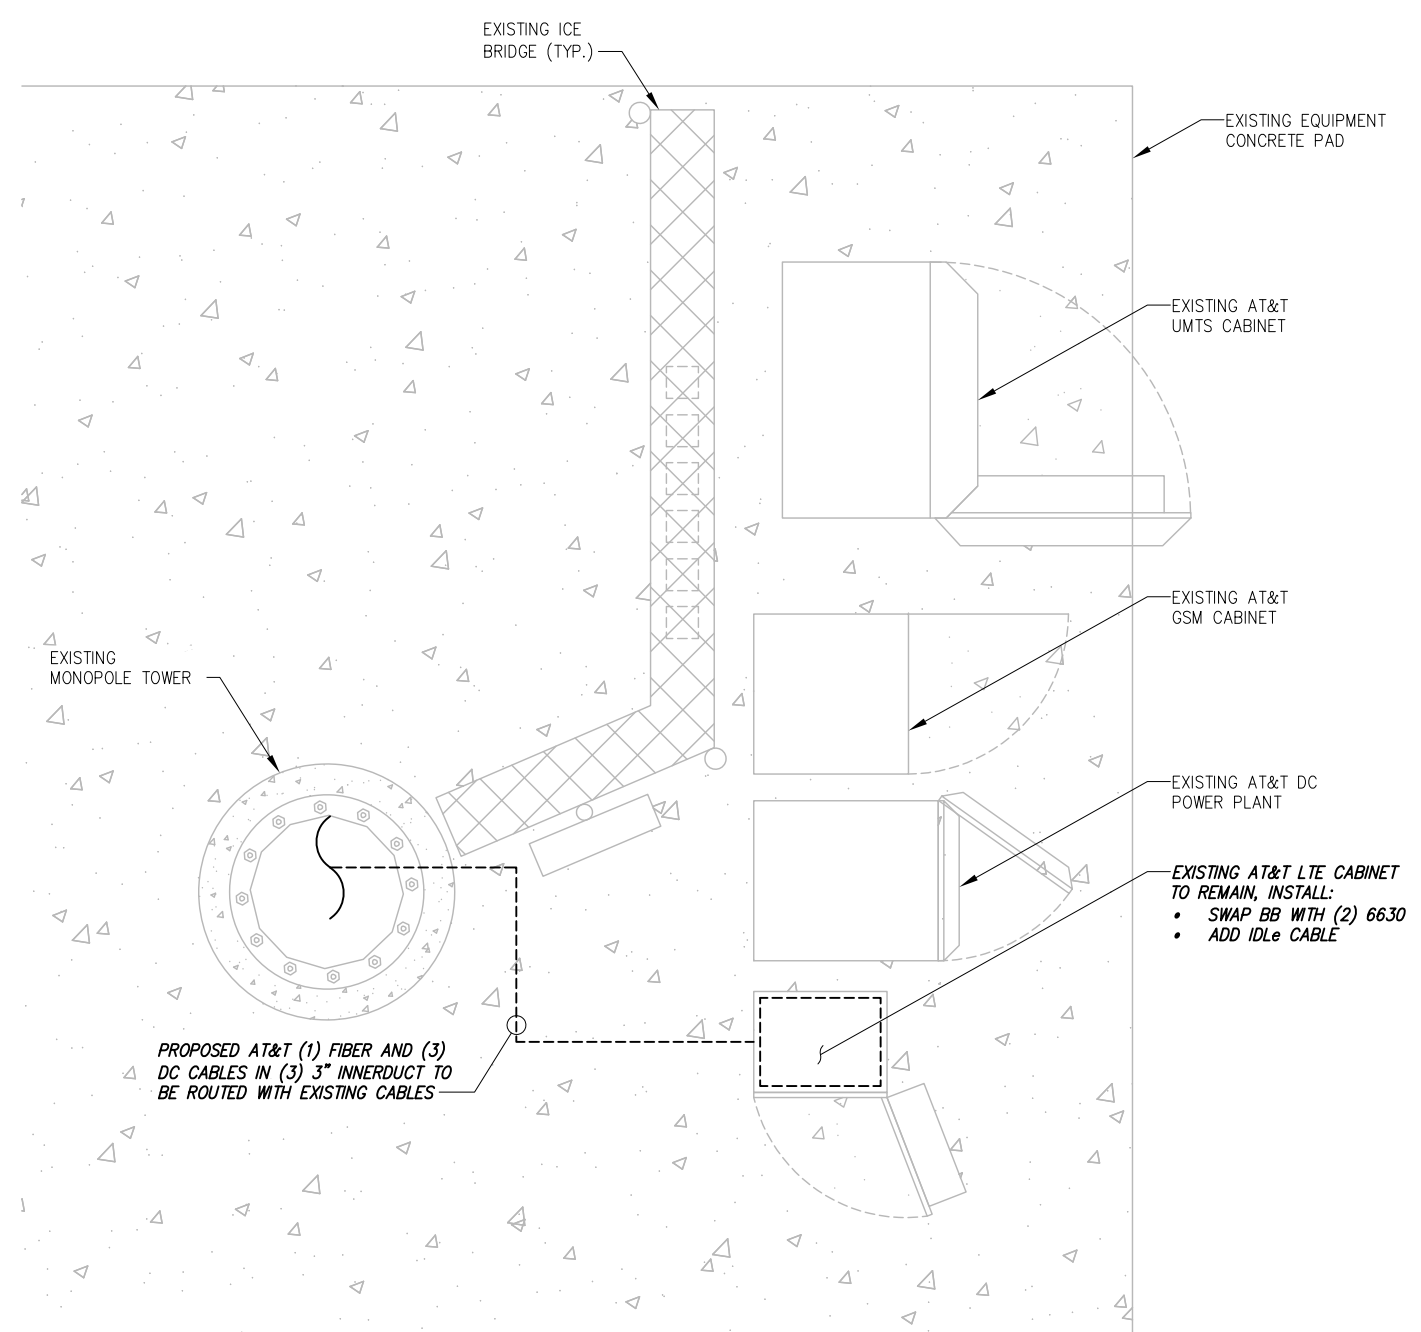 EXISTING ICE
BRIDGE (TYP.)
EXISTING EQUIPMENT
CONCRETE PAD
EXISTING AT&T
UMTS CABINET
EXISTING AT&T
GSM CABINET
EXISTING
MONOPOLE TOWER
EXISTING AT&T DC
POWER PLANT
EXISTING AT&T LTE CABINET
TO REMAIN, INSTALL:
• SWAP BB WITH (2) 6630
• ADD IDLe CABLE
PROPOSED AT&T (1) FIBER AND (3)
DC CABLES IN (3) 3" INNERDUCT TO
BE ROUTED WITH EXISTING CABLES